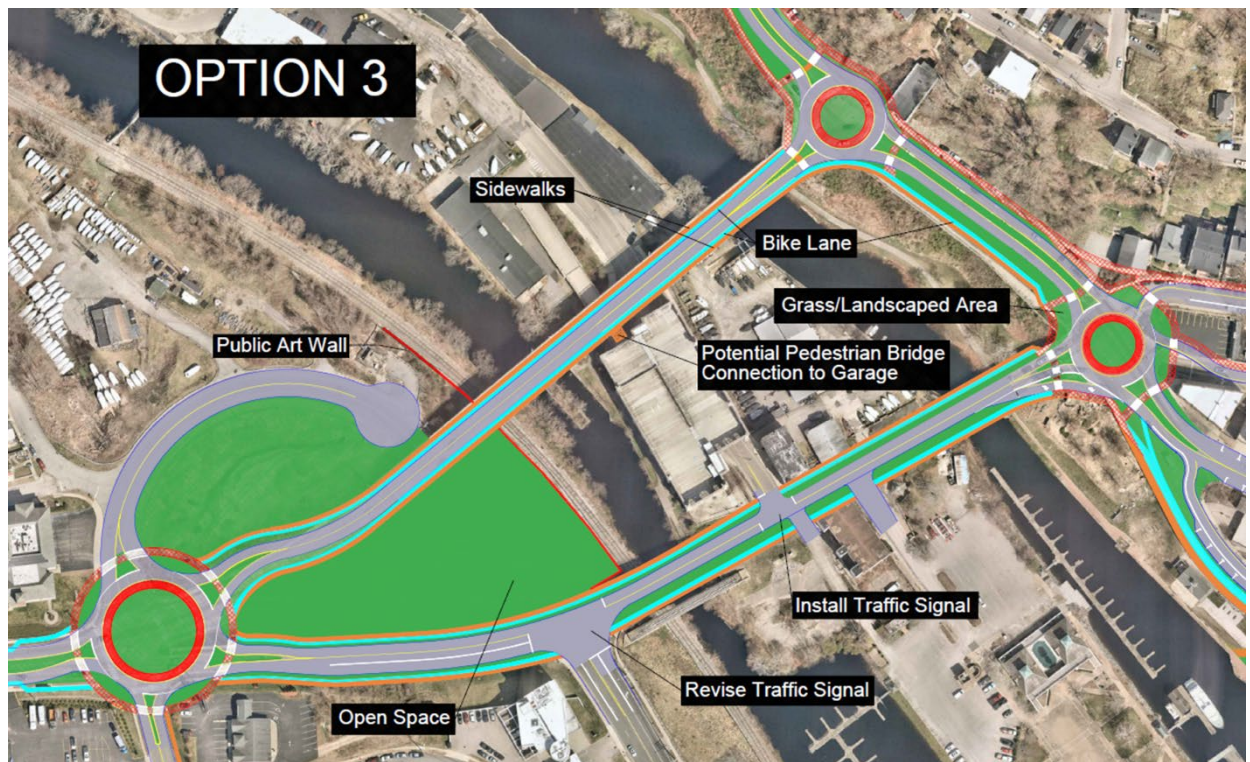 OPTION 3
Sidewalks
Bike Lane
Grass/Landscaped Area
Public Art Wall
Potential Pedestrian Bridge
Connection to Garage
Install Traffic Signal
Revise Traffic Signal
Open Space